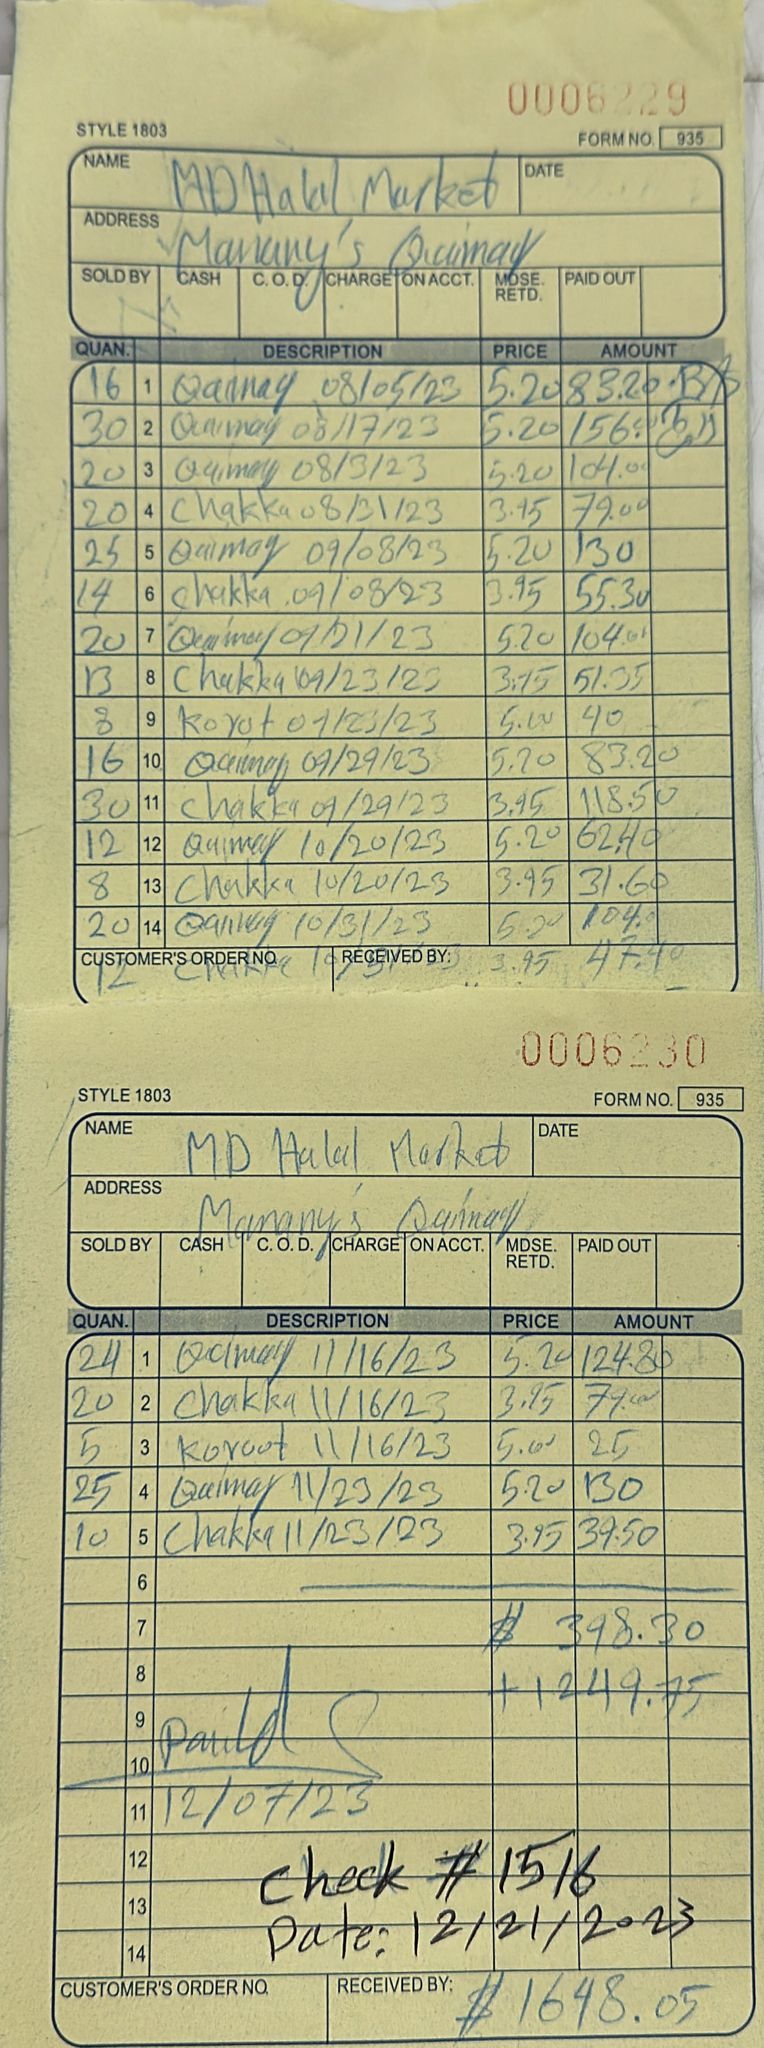 0006229
STYLE 1803 FORM NO. 935
NAME MD Halal Market DATE
ADDRESS Manany's Qaimay
SOLD BY CASH C. O. D. CHARGE ON ACCT. MDSE. RETD. PAID OUT
QUAN. DESCRIPTION PRICE AMOUNT
16 1 Qaimay 08/05/23 5.20 83.20
30 2 Qaimay 08/17/23 5.20 156.
20 3 Qaimay 08/3/23 5.20 104.00
20 4 Chakka 08/31/23 3.95 79.00
25 5 Qaimay 09/08/23 5.20 130
14 6 Chakka 09/08/23 3.95 55.30
20 7 Qaimay 09/21/23 5.20 104.00
13 8 Chakka 09/23/23 3.95 51.35
8 9 Korot 09/23/23 5.00 40
16 10 Qaimay 09/29/23 5.20 83.20
30 11 Chakka 09/29/23 3.95 118.50
12 12 Qaimay 10/20/23 5.20 62.40
8 13 Chakka 10/20/23 3.95 31.60
20 14 Qaimay 10/31/23 5.20 104.
CUSTOMER'S ORDER NO. RECEIVED BY:
12 Chakka 10/31/23 3.95 47.40
0006230
STYLE 1803 FORM NO. 935
NAME MD Halal Market DATE
ADDRESS Manany's Qaimay
SOLD BY CASH C. O. D. CHARGE ON ACCT. MDSE. RETD. PAID OUT
QUAN. DESCRIPTION PRICE AMOUNT
24 1 Qaimay 11/16/23 5.20 124.80
20 2 Chakka 11/16/23 3.95 79.00
5 3 Koroot 11/16/23 5.00 25
25 4 Qaimay 11/23/23 5.20 130
10 5 Chakka 11/23/23 3.95 39.50
6
7 $ 398.30
8 +1249.75
9
10 Paid
11 12/07/23
12 Check # 1516
13 Date: 12/21/2023
14
CUSTOMER'S ORDER NO. RECEIVED BY: $1648.05